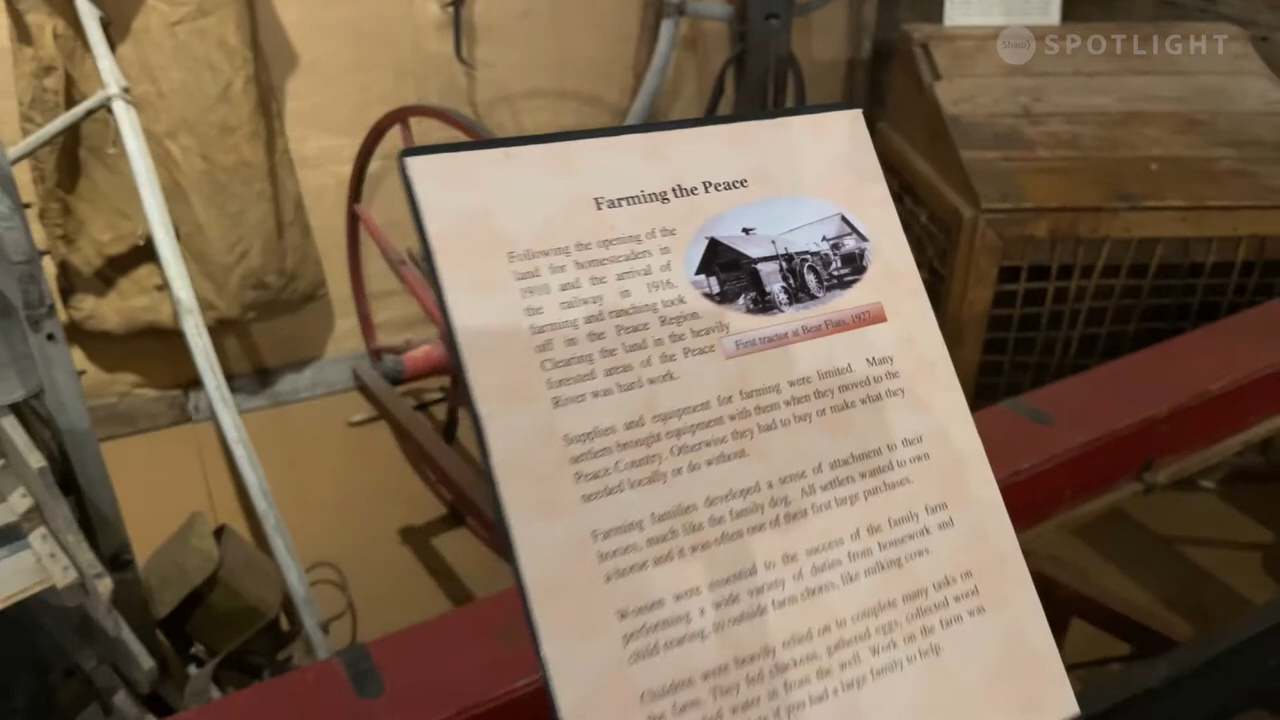 Shaw) SPOTLIGHT
Farming the Peace
Following the opening of the
land for homesteaders in
1910 and the arrival of
the railway in 1916,
farming and ranching took
off in the Peace Region.
Clearing the land in the heavily
forested areas of the Peace
River was hard work.
First tractor at Bear Flats, 1927.
Supplies and equipment for farming were limited. Many
settlers brought equipment with them when they moved to the
Peace Country. Otherwise they had to buy or make what they
needed locally or do without.
Farming families developed a sense of attachment to their
horses, much like the family dog. All settlers wanted to own
a home and it was often one of their first large purchases.
Women were essential to the success of the family farm
performing a wide variety of duties from housework and
child-rearing, to outside farm chores, like milking cows.
Children were heavily relied on to complete many tasks on
the farm. They fed chickens, gathered eggs, collected wood
water in from the well. Work on the farm was
if you had a large family to help.